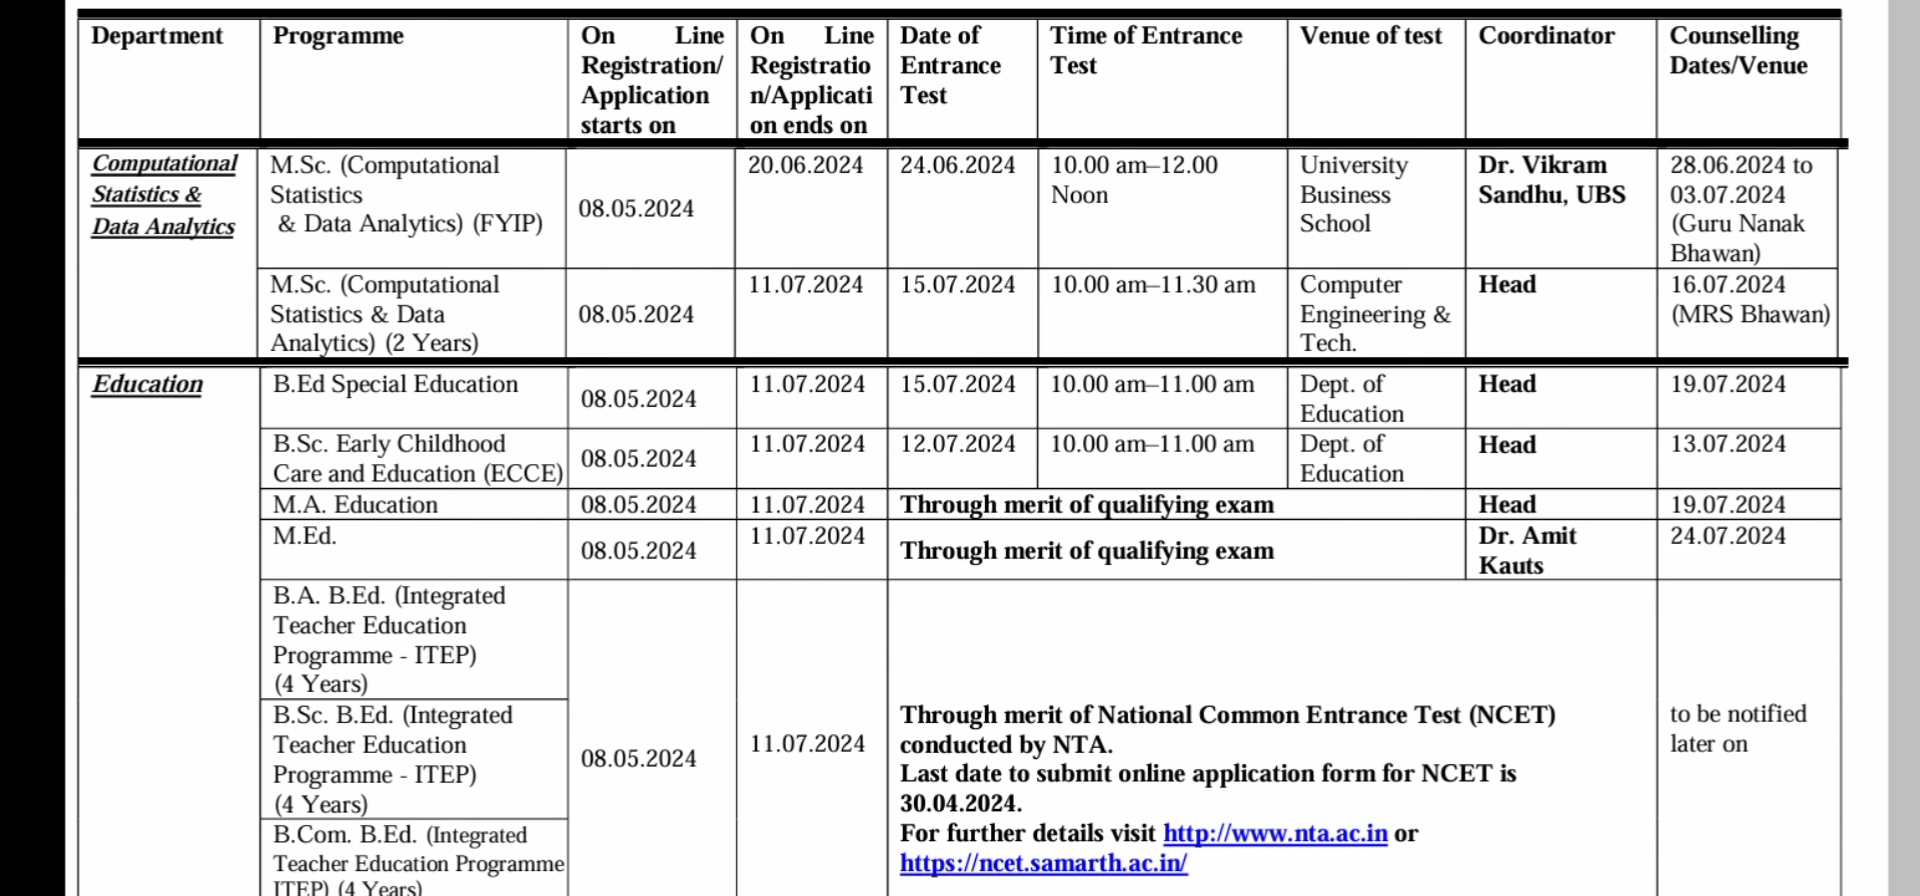 Department
Programme
On Line
Registration/
Application
starts on
On Line
Registratio
n/Applicati
on ends on
Date of
Entrance
Test
Time of Entrance
Test
Venue of test
Coordinator
Counselling
Dates/Venue
Computational
Statistics &
Data Analytics
M.Sc. (Computational
Statistics
& Data Analytics) (FYIP)
08.05.2024
20.06.2024
24.06.2024
10.00 am–12.00
Noon
University
Business
School
Dr. Vikram
Sandhu, UBS
28.06.2024 to
03.07.2024
(Guru Nanak
Bhawan)
M.Sc. (Computational
Statistics & Data
Analytics) (2 Years)
08.05.2024
11.07.2024
15.07.2024
10.00 am–11.30 am
Computer
Engineering &
Tech.
Head
16.07.2024
(MRS Bhawan)
Education
B.Ed Special Education
08.05.2024
11.07.2024
15.07.2024
10.00 am–11.00 am
Dept. of
Education
Head
19.07.2024
B.Sc. Early Childhood
Care and Education (ECCE)
08.05.2024
11.07.2024
12.07.2024
10.00 am–11.00 am
Dept. of
Education
Head
13.07.2024
M.A. Education
08.05.2024
11.07.2024
Through merit of qualifying exam
Head
19.07.2024
M.Ed.
08.05.2024
11.07.2024
Through merit of qualifying exam
Dr. Amit
Kauts
24.07.2024
B.A. B.Ed. (Integrated
Teacher Education
Programme - ITEP)
(4 Years)
B.Sc. B.Ed. (Integrated
Teacher Education
Programme - ITEP)
(4 Years)
B.Com. B.Ed. (Integrated
Teacher Education Programme
ITEP) (4 Years)
08.05.2024
11.07.2024
Through merit of National Common Entrance Test (NCET)
conducted by NTA.
Last date to submit online application form for NCET is
30.04.2024.
For further details visit http://www.nta.ac.in or
https://ncet.samarth.ac.in/
to be notified
later on